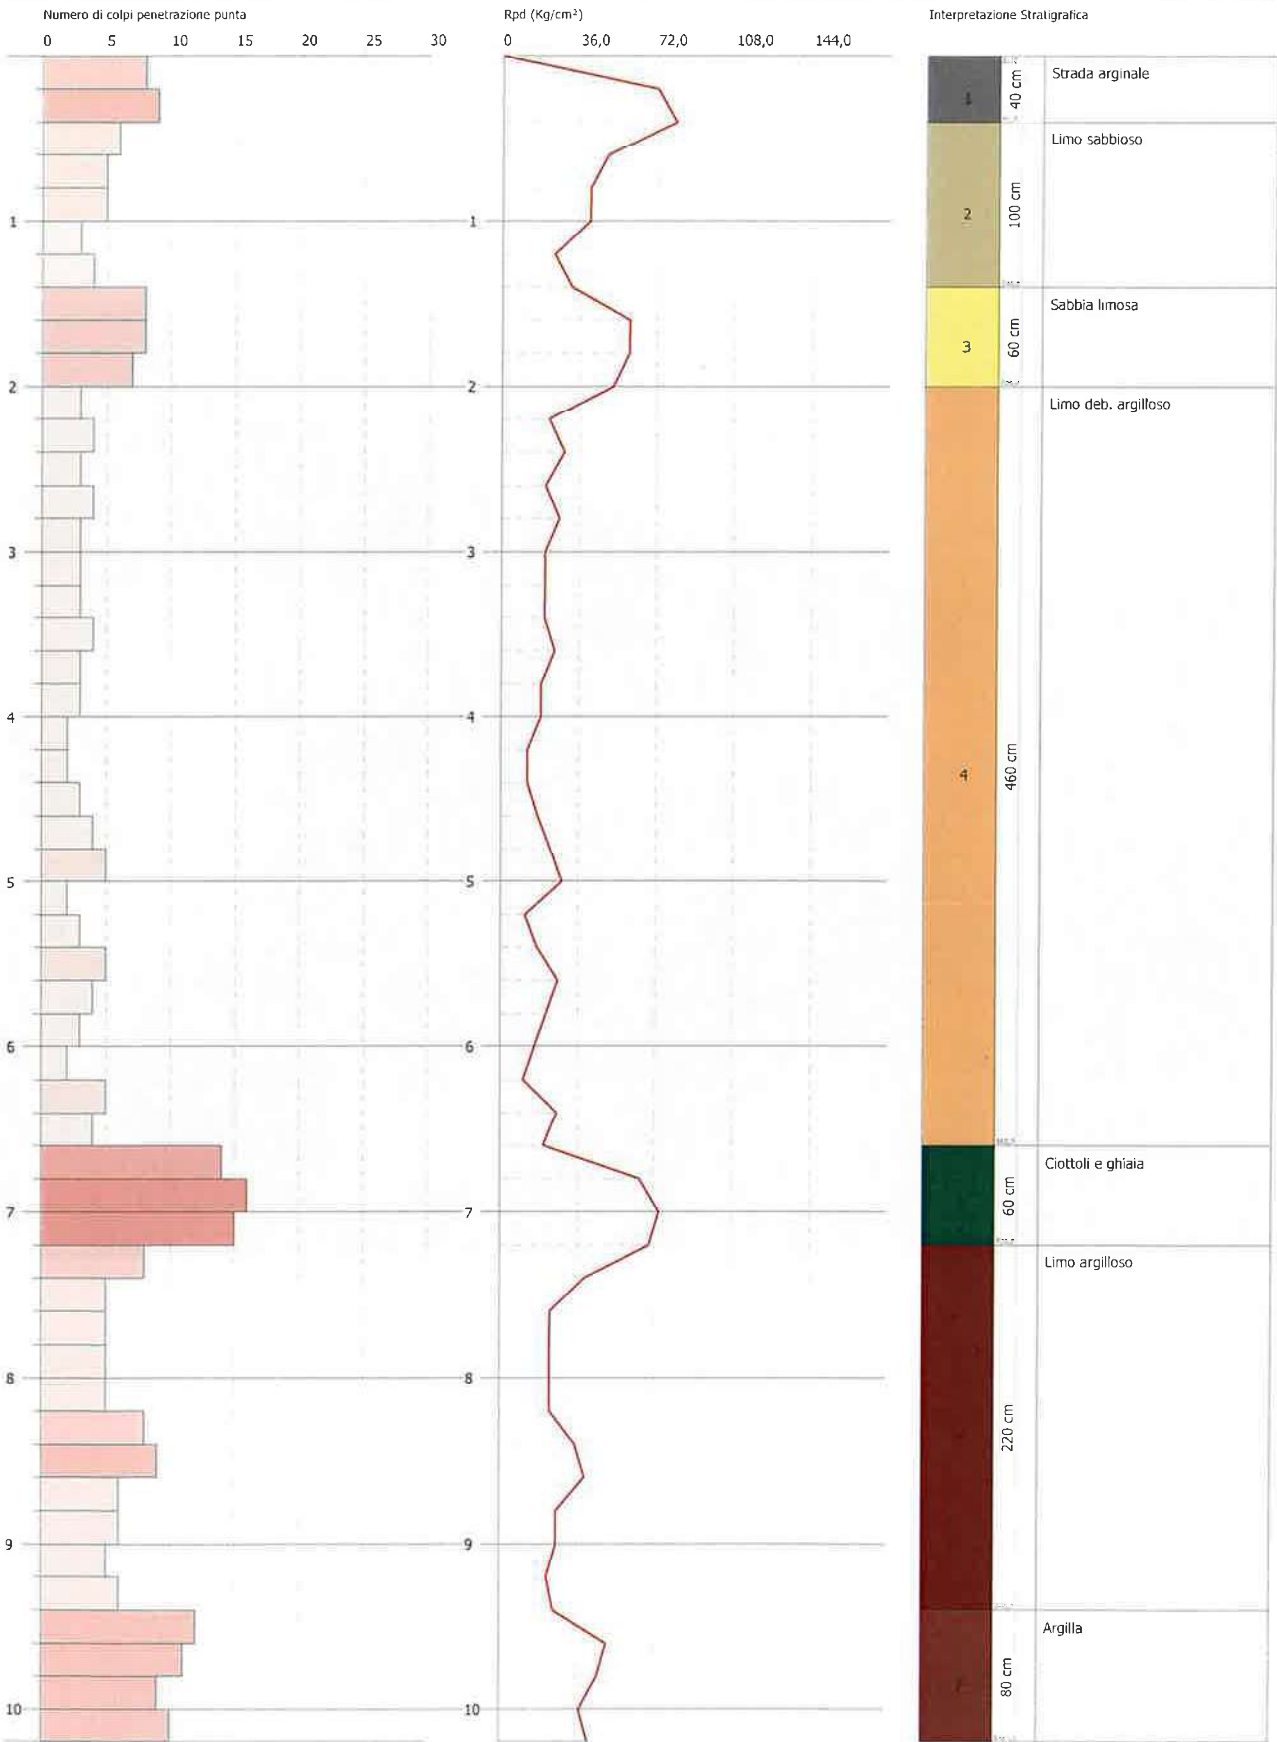 Numero di colpi penetrazione punta
0 5 10 15 20 25 30
Rpd (Kg/cm²)
0 36,0 72,0 108,0 144,0
Interpretazione Stratigrafica
1
40 cm
Strada arginale
2
100 cm
Limo sabbioso
3
60 cm
Sabbia limosa
4
460 cm
Limo deb. argilloso
60 cm
Ciottoli e ghiaia
220 cm
Limo argilloso
80 cm
Argilla
1 1
2 2
3 3
4 4
5 5
6 6
7 7
8 8
9 9
10 10